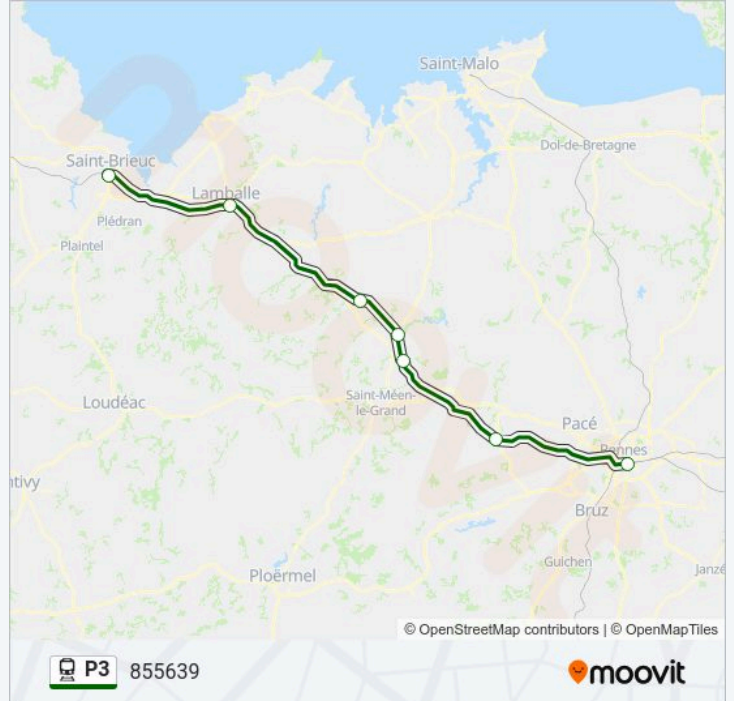 Saint-Malo
Dol-de-Bretagne
Saint-Brieuc
Lamballe
Plédran
Plaintel
Saint-Méen-
le-Grand
Loudéac
Pacé
Rennes
ntivy
Bruz
Guichen
Ploërmel
Janzé
© OpenStreetMap contributors | © OpenMapTiles
P3 855639
moovit